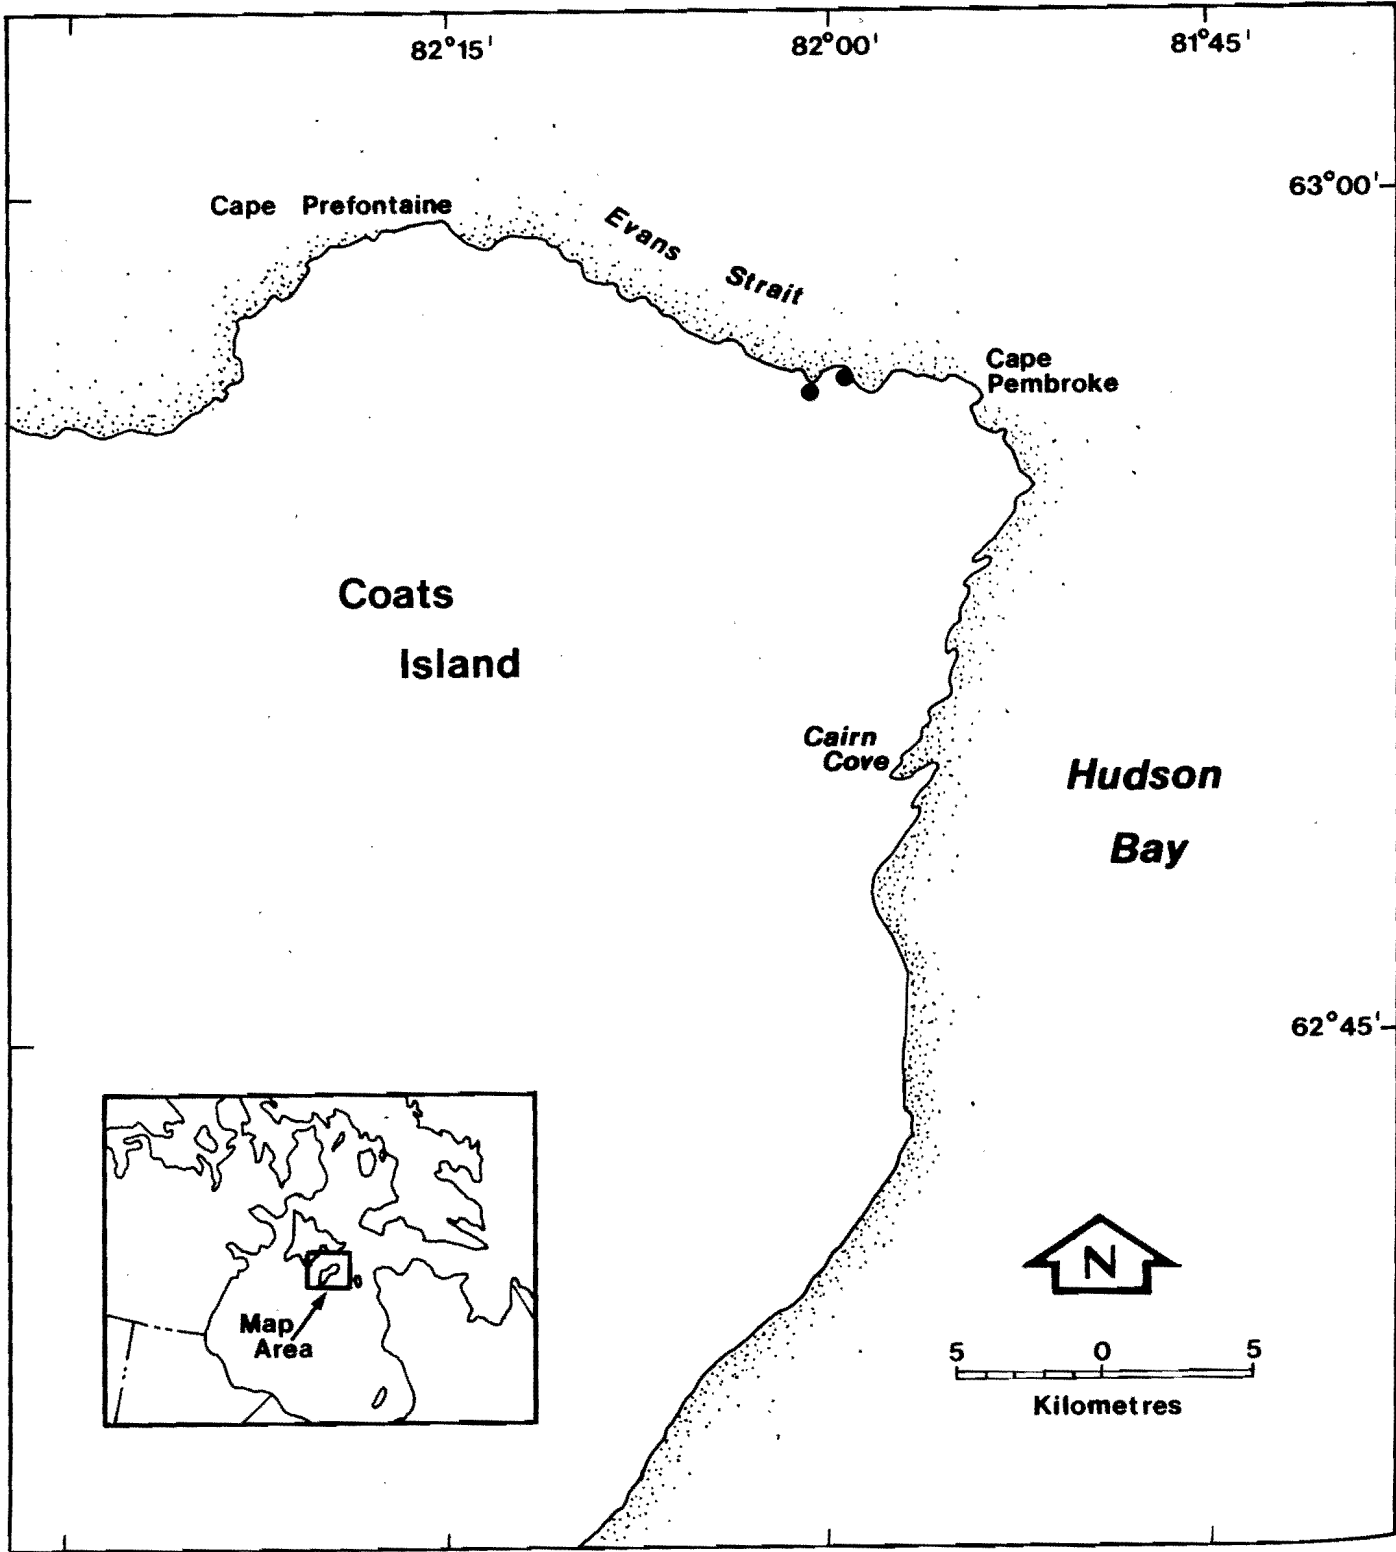 82°15'
82°00'
81°45'
63°00'
Cape Prefontaine
Evans Strait
Cape
Pembroke
Coats
Island
Cairn
Cove
Hudson
Bay
62°45'
Map
Area
N
5 0 5
Kilometres